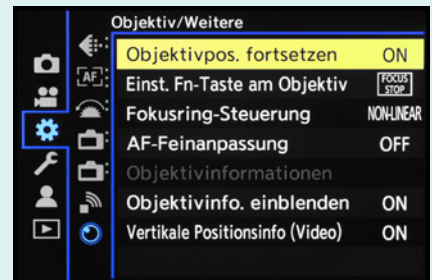 Objektiv/Weitere
Objektivpos. fortsetzen ON
AF Einst. Fn-Taste am Objektiv FOCUS STOP
Fokusring-Steuerung NON-LINEAR
AF-Feinanpassung OFF
Objektivinformationen
Objektivinfo. einblenden ON
Vertikale Positionsinfo (Video) ON